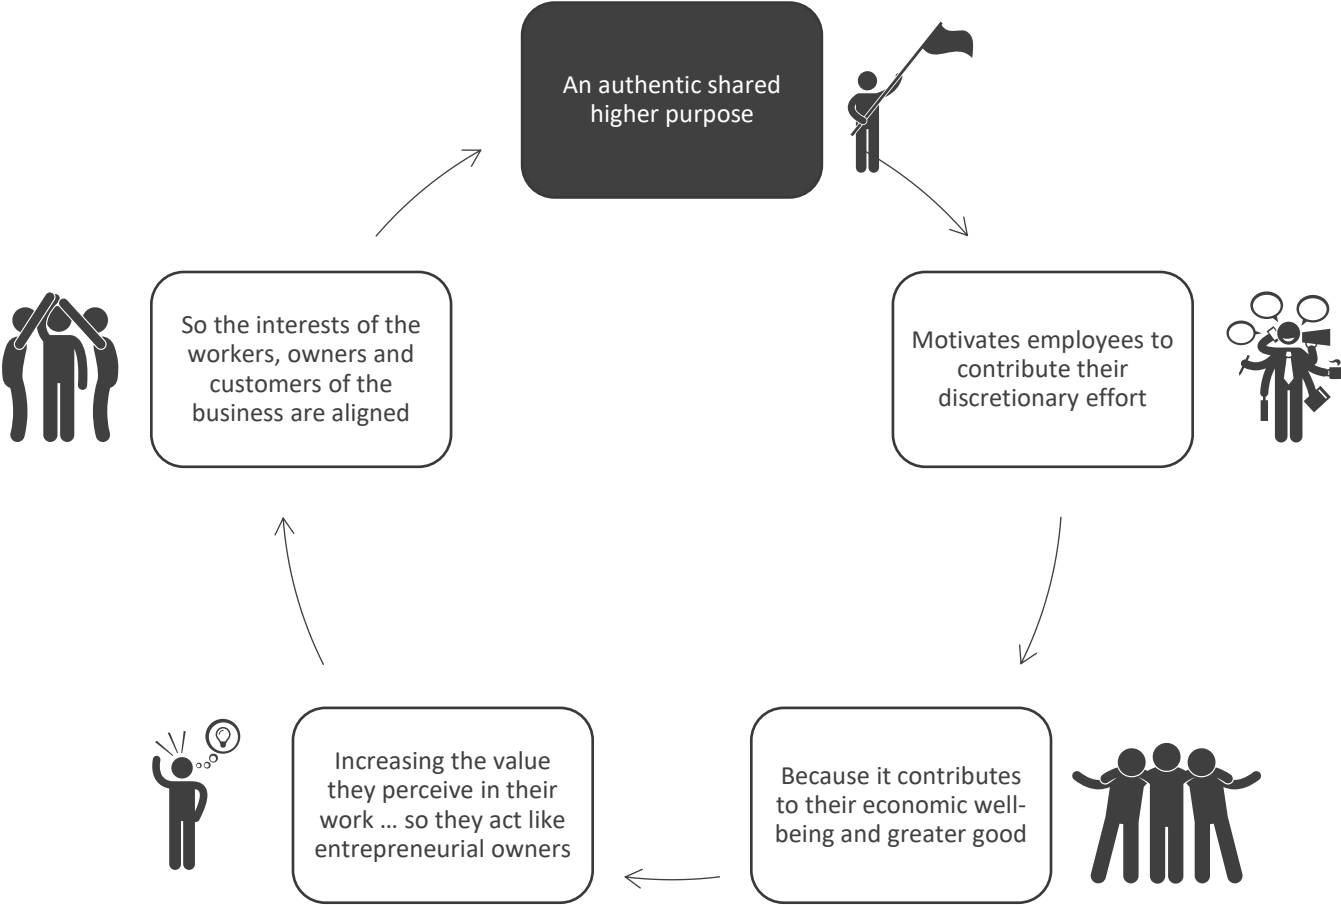 An authentic shared
higher purpose
Motivates employees to
contribute their
discretionary effort
Because it contributes
to their economic well-
being and greater good
Increasing the value
they perceive in their
work … so they act like
entrepreneurial owners
So the interests of the
workers, owners and
customers of the
business are aligned